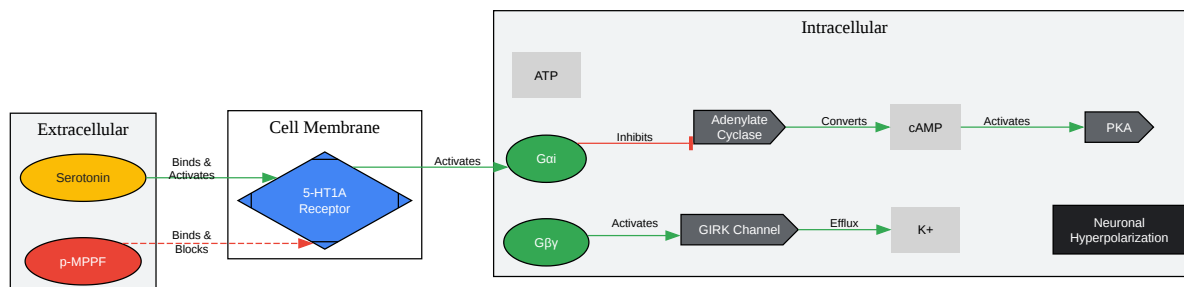 Extracellular
Serotonin
p-MPPF
Binds &
Activates
Binds &
Blocks
Cell Membrane
5-HT1A
Receptor
Activates
Intracellular
ATP
Gαi
Inhibits
Adenylate
Cyclase
Converts
cAMP
Activates
PKA
Gβγ
Activates
GIRK Channel
Efflux
K+
Neuronal
Hyperpolarization